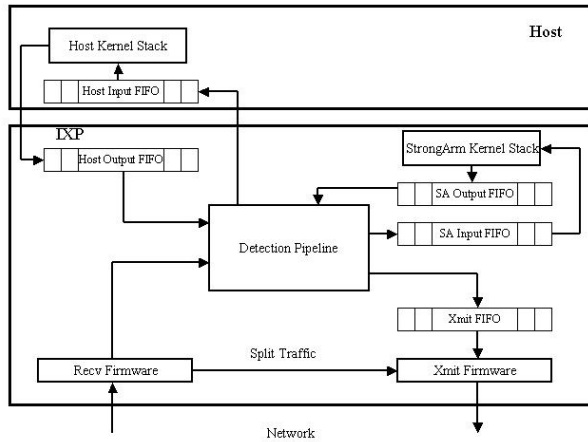 Host
Host Kernel Stack
Host Input FIFO
IXP
Host Output FIFO
StrongArm Kernel Stack
SA Output FIFO
SA Input FIFO
Detection Pipeline
Xmit FIFO
Split Traffic
Recv Firmware
Xmit Firmware
Network